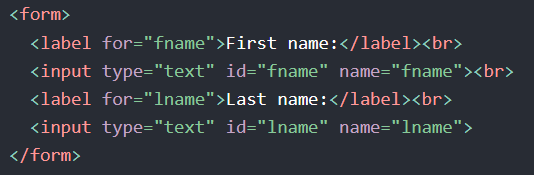 <form>
<label for="fname">First name:</label><br>
<input type="text" id="fname" name="fname"><br>
<label for="lname">Last name:</label><br>
<input type="text" id="lname" name="lname">
</form>